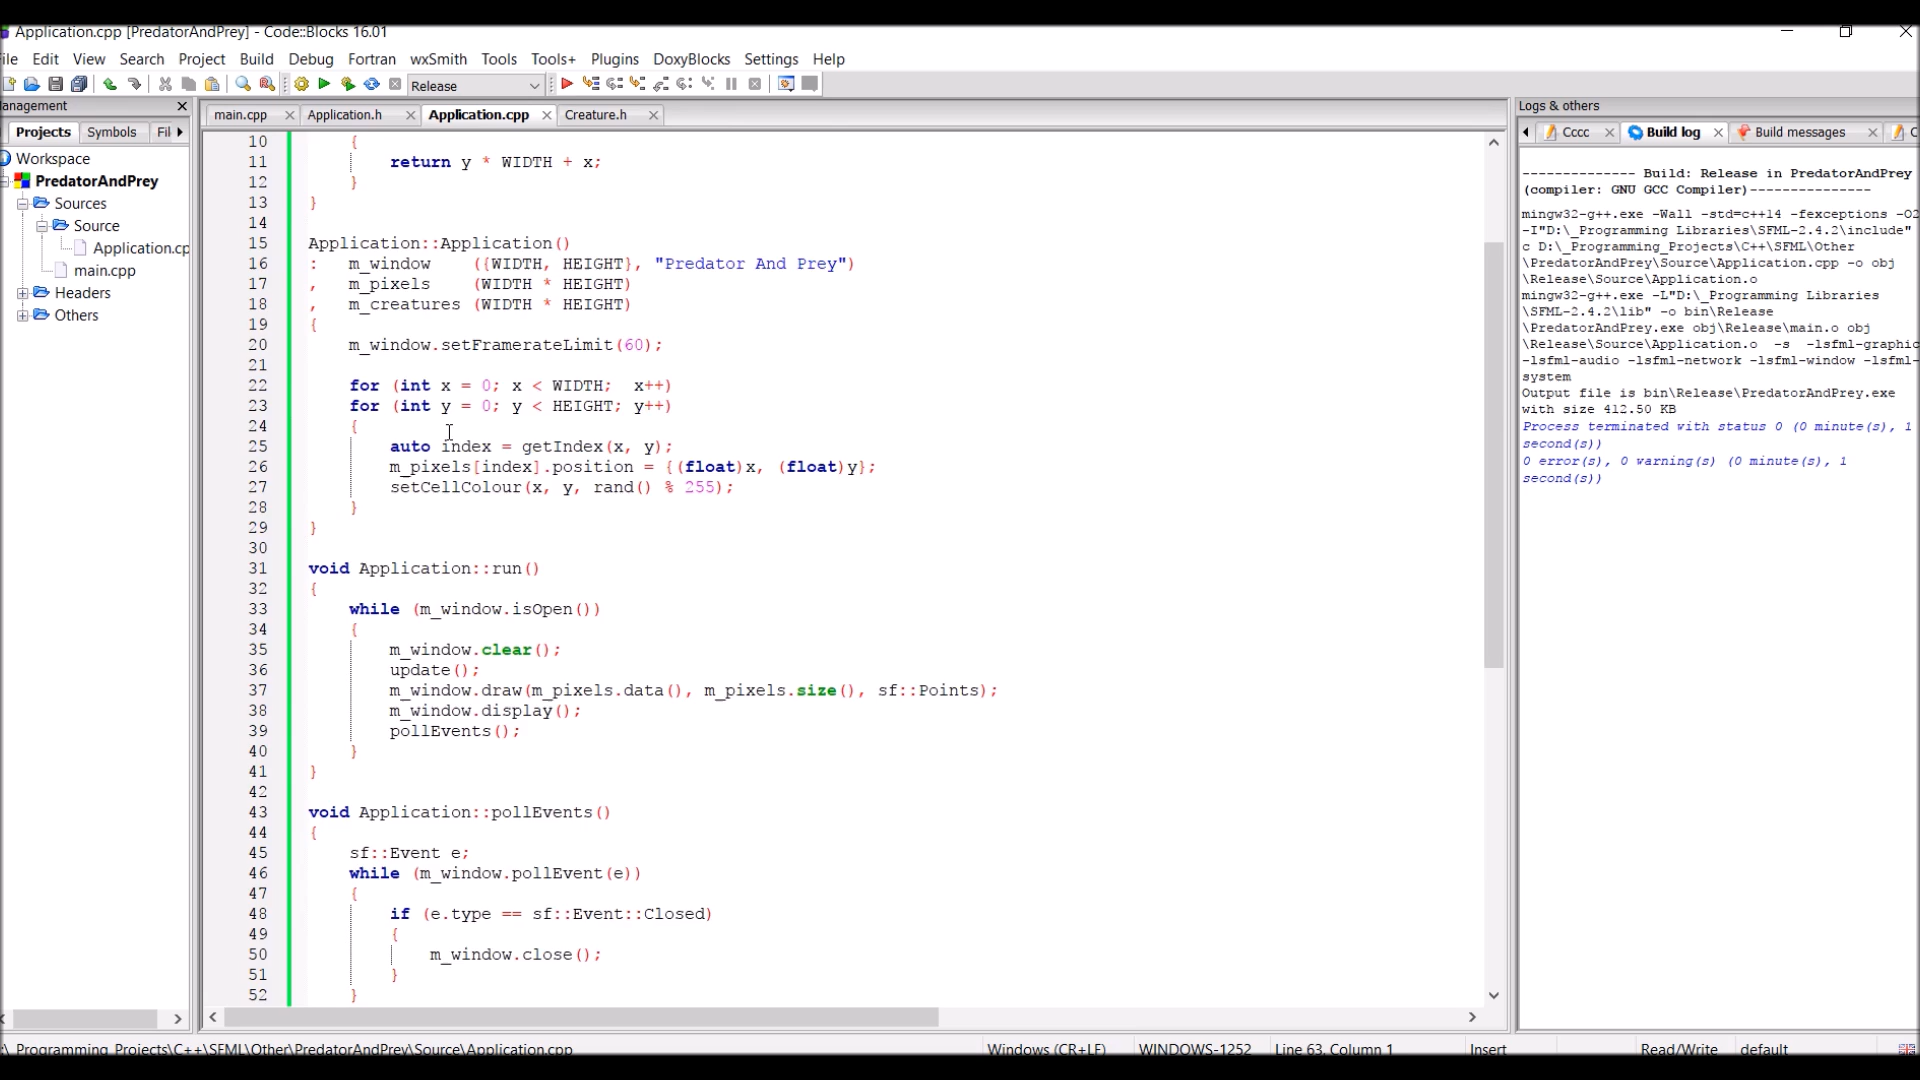 Application.cpp [PredatorAndPrey] - Code::Blocks 16.01
ile Edit View Search Project Build Debug Fortran wxSmith Tools Tools+ Plugins DoxyBlocks Settings Help
Release
anagement
Projects Symbols Fil
Workspace
PredatorAndPrey
Sources
Source
Application.cp
main.cpp
Headers
Others
main.cpp Application.h Application.cpp Creature.h
10 {
11 return y * WIDTH + x;
12 }
13 }
14
15 Application::Application()
16 : m_window ({WIDTH, HEIGHT}, "Predator And Prey")
17 , m_pixels (WIDTH * HEIGHT)
18 , m_creatures (WIDTH * HEIGHT)
19 {
20 m_window.setFramerateLimit(60);
21
22 for (int x = 0; x < WIDTH; x++)
23 for (int y = 0; y < HEIGHT; y++)
24 {
25 auto index = getIndex(x, y);
26 m_pixels[index].position = {(float)x, (float)y};
27 setCellColour(x, y, rand() % 255);
28 }
29 }
30
31 void Application::run()
32 {
33 while (m_window.isOpen())
34 {
35 m_window.clear();
36 update();
37 m_window.draw(m_pixels.data(), m_pixels.size(), sf::Points);
38 m_window.display();
39 pollEvents();
40 }
41 }
42
43 void Application::pollEvents()
44 {
45 sf::Event e;
46 while (m_window.pollEvent(e))
47 {
48 if (e.type == sf::Event::Closed)
49 {
50 m_window.close();
51 }
52 }
Logs & others
Cccc Build log Build messages C
-------------- Build: Release in PredatorAndPrey
(compiler: GNU GCC Compiler)---------------
mingw32-g++.exe -Wall -std=c++14 -fexceptions -O2
-I"D:\_Programming Libraries\SFML-2.4.2\include" -
c D:\_Programming_Projects\C++\SFML\Other
\PredatorAndPrey\Source\Application.cpp -o obj
\Release\Source\Application.o
mingw32-g++.exe -L"D:\_Programming Libraries
\SFML-2.4.2\lib" -o bin\Release
\PredatorAndPrey.exe obj\Release\main.o obj
\Release\Source\Application.o -s -lsfml-graphic
-lsfml-audio -lsfml-network -lsfml-window -lsfml-
system
Output file is bin\Release\PredatorAndPrey.exe
with size 412.50 KB
Process terminated with status 0 (0 minute(s), 1
second(s))
0 error(s), 0 warning(s) (0 minute(s), 1
second(s))
:\_Programming_Projects\C++\SFML\Other\PredatorAndPrey\Source\Application.cpp Windows (CR+LF) WINDOWS-1252 Line 63, Column 1 Insert Read/Write default